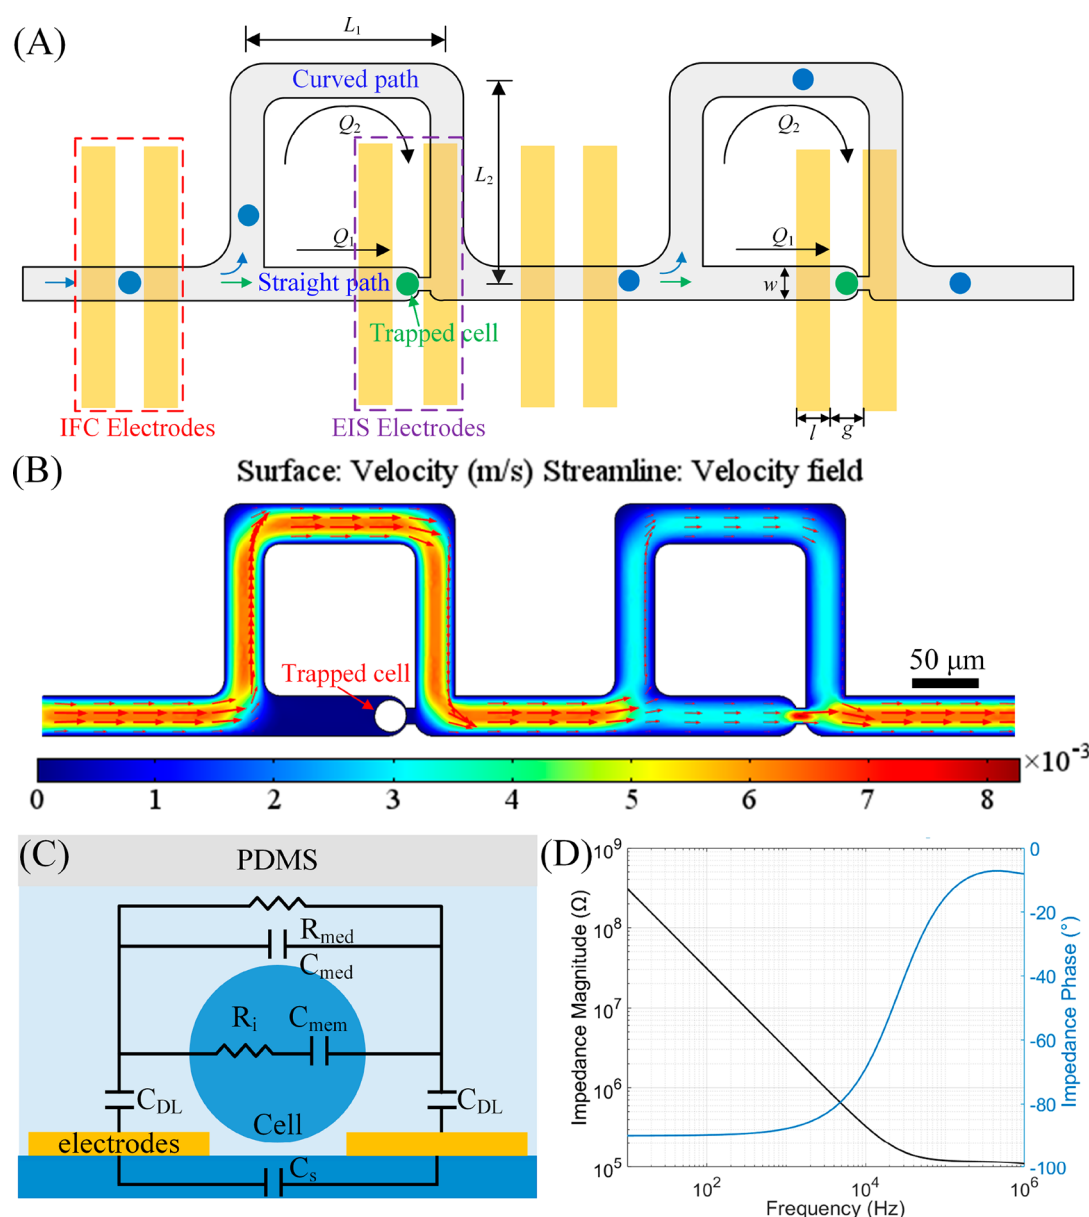 (A)
L1
Curved path
Q2
L2
Q1
Straight path
Trapped cell
IFC Electrodes
EIS Electrodes
Q2
Q1
w
l
g
(B)
Surface: Velocity (m/s) Streamline: Velocity field
Trapped cell
50 μm
×10-3
0 1 2 3 4 5 6 7 8
(C)
PDMS
Rmed
Cmed
Ri
Cmem
CDL
CDL
Cell
electrodes
Cs
(D)
Impedance Magnitude (Ω)
10^9
10^8
10^7
10^6
10^5
10^2
10^4
10^6
Frequency (Hz)
0
-20
-40
-60
-80
-100
Impedance Phase (°)